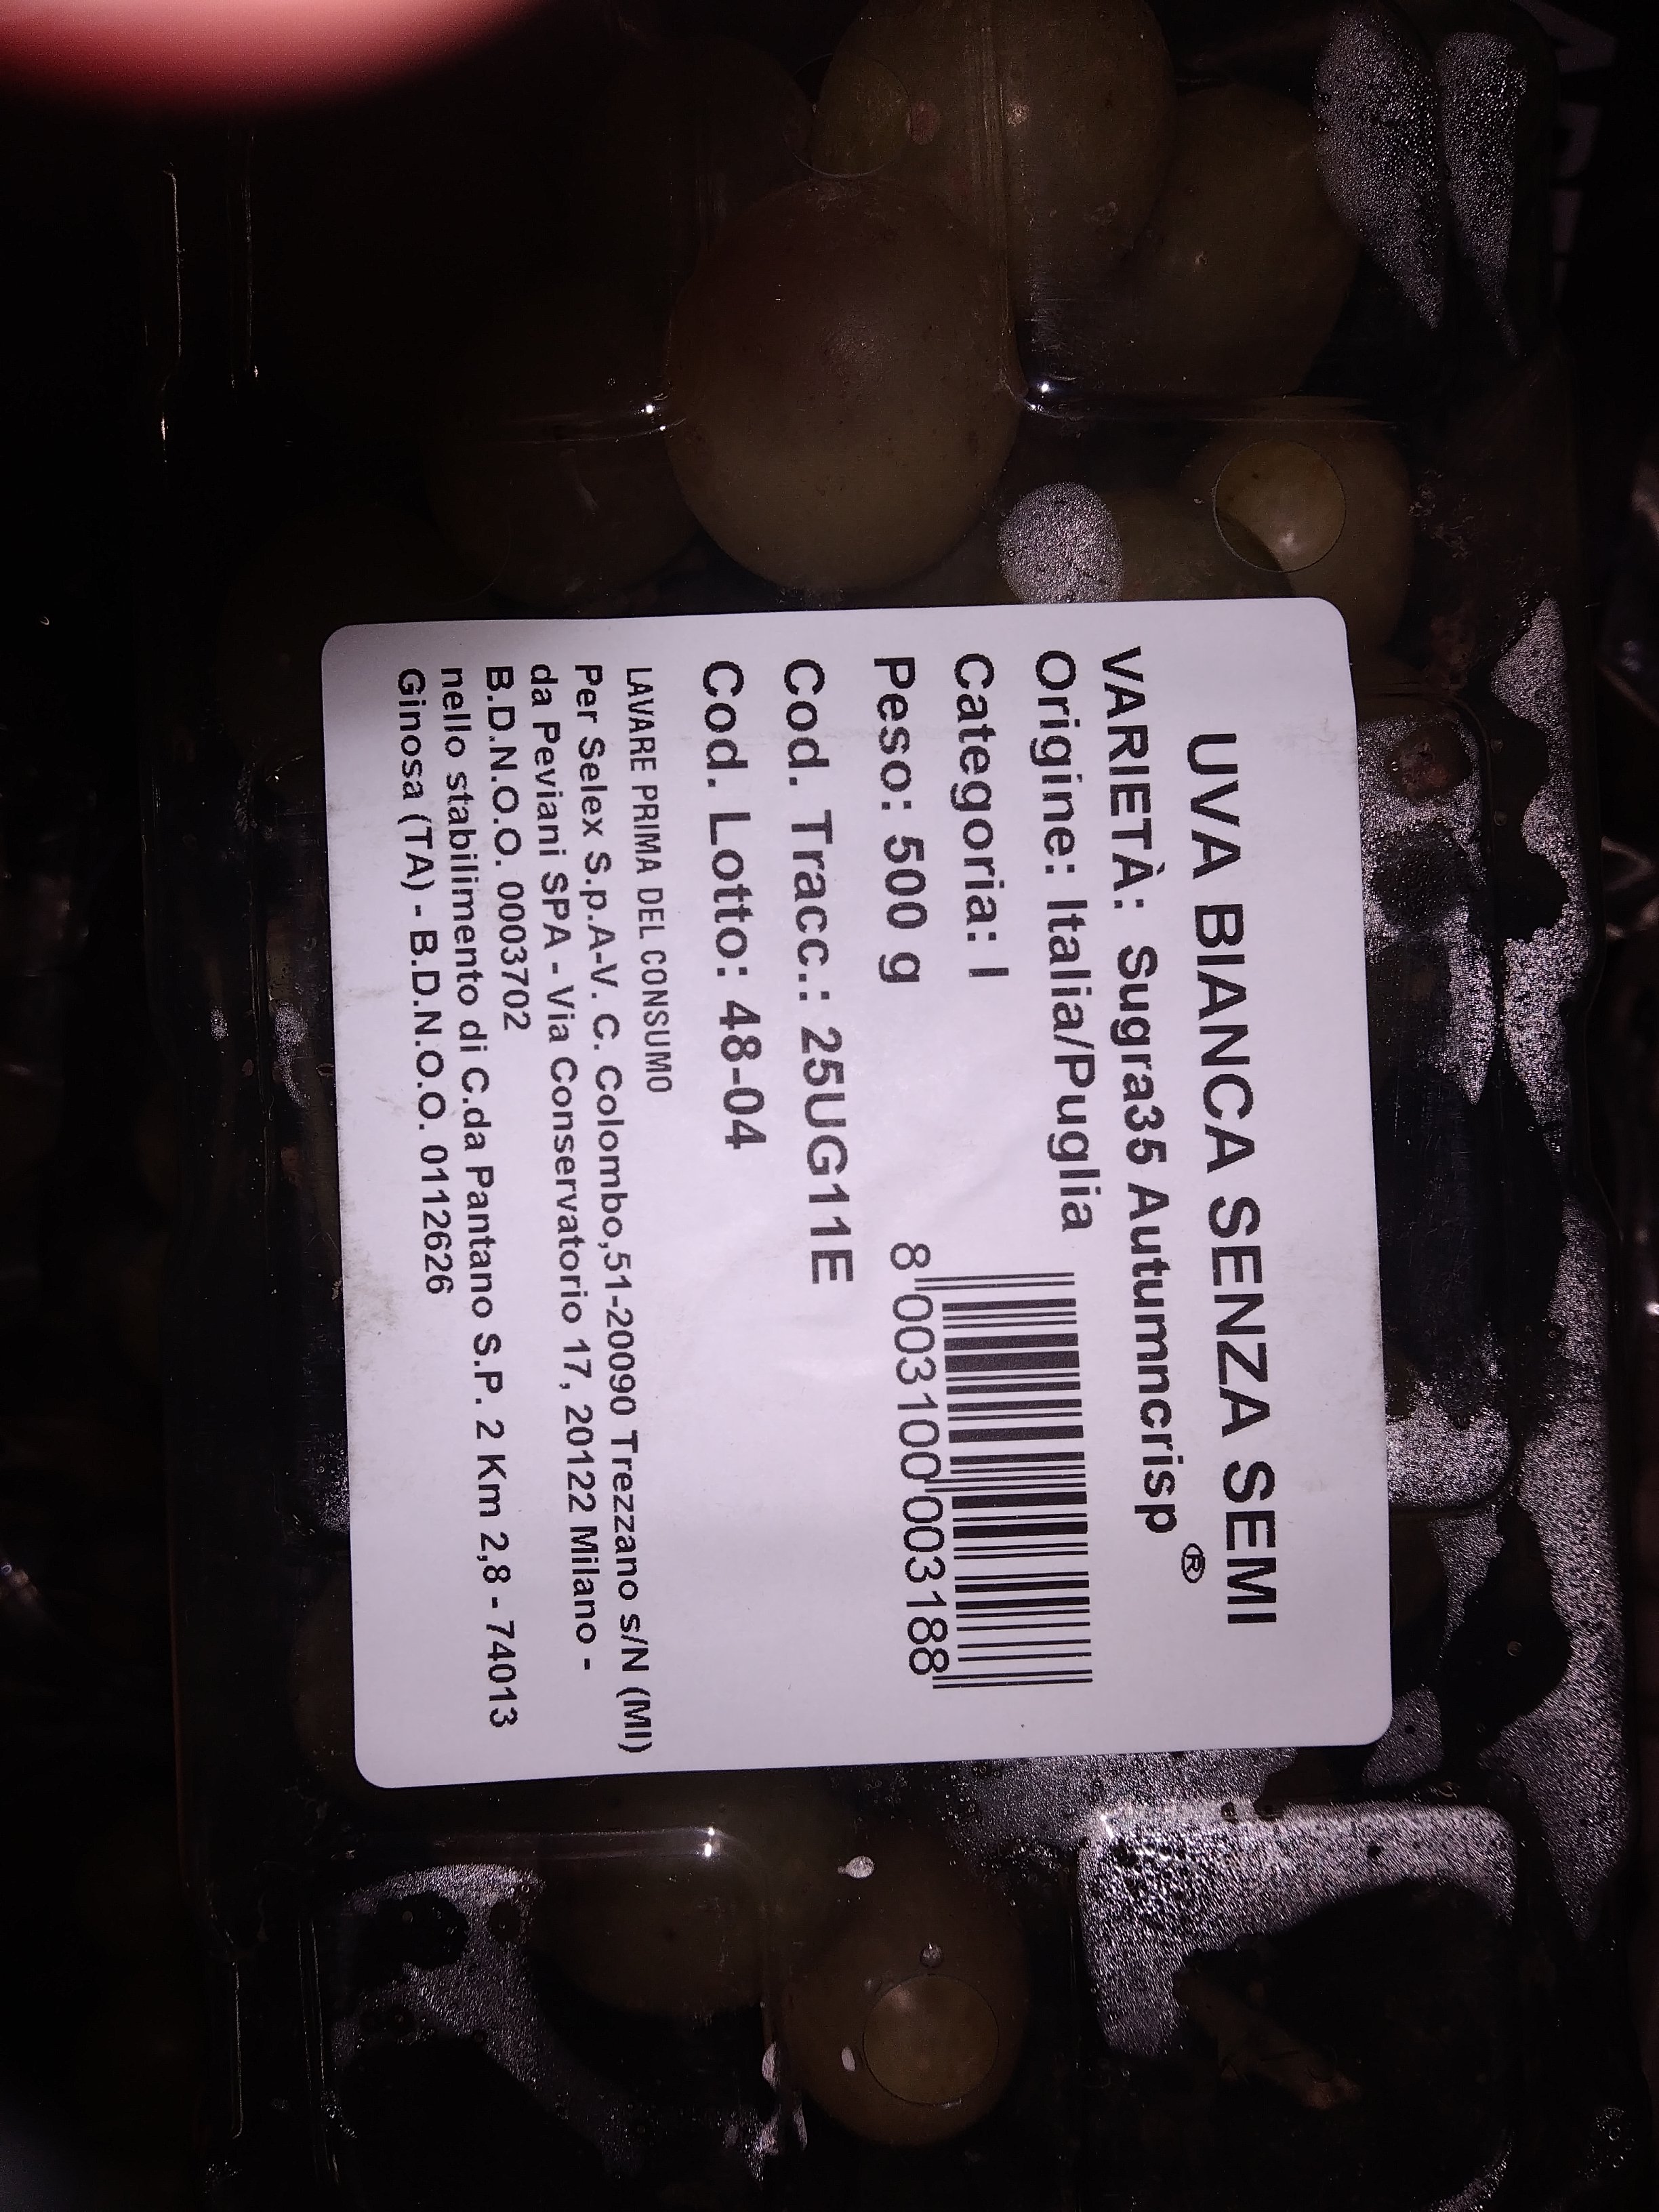 UVA BIANCA SENZA SEMI
VARIETÀ: Sugra35 Autumncrisp ®
Origine: Italia/Puglia
Categoria: I
Peso: 500 g
8 003100 003188
Cod. Tracc.: 25UG11E
Cod. Lotto: 48-04
LAVARE PRIMA DEL CONSUMO
Per Selex S.p.A-V. C. Colombo,51-20090 Trezzano s/N (MI)
da Peviani SPA - Via Conservatorio 17, 20122 Milano -
B.D.N.O.O. 0003702
nello stabilimento di C.da Pantano S.P. 2 Km 2,8 - 74013
Ginosa (TA) - B.D.N.O.O. 0112626